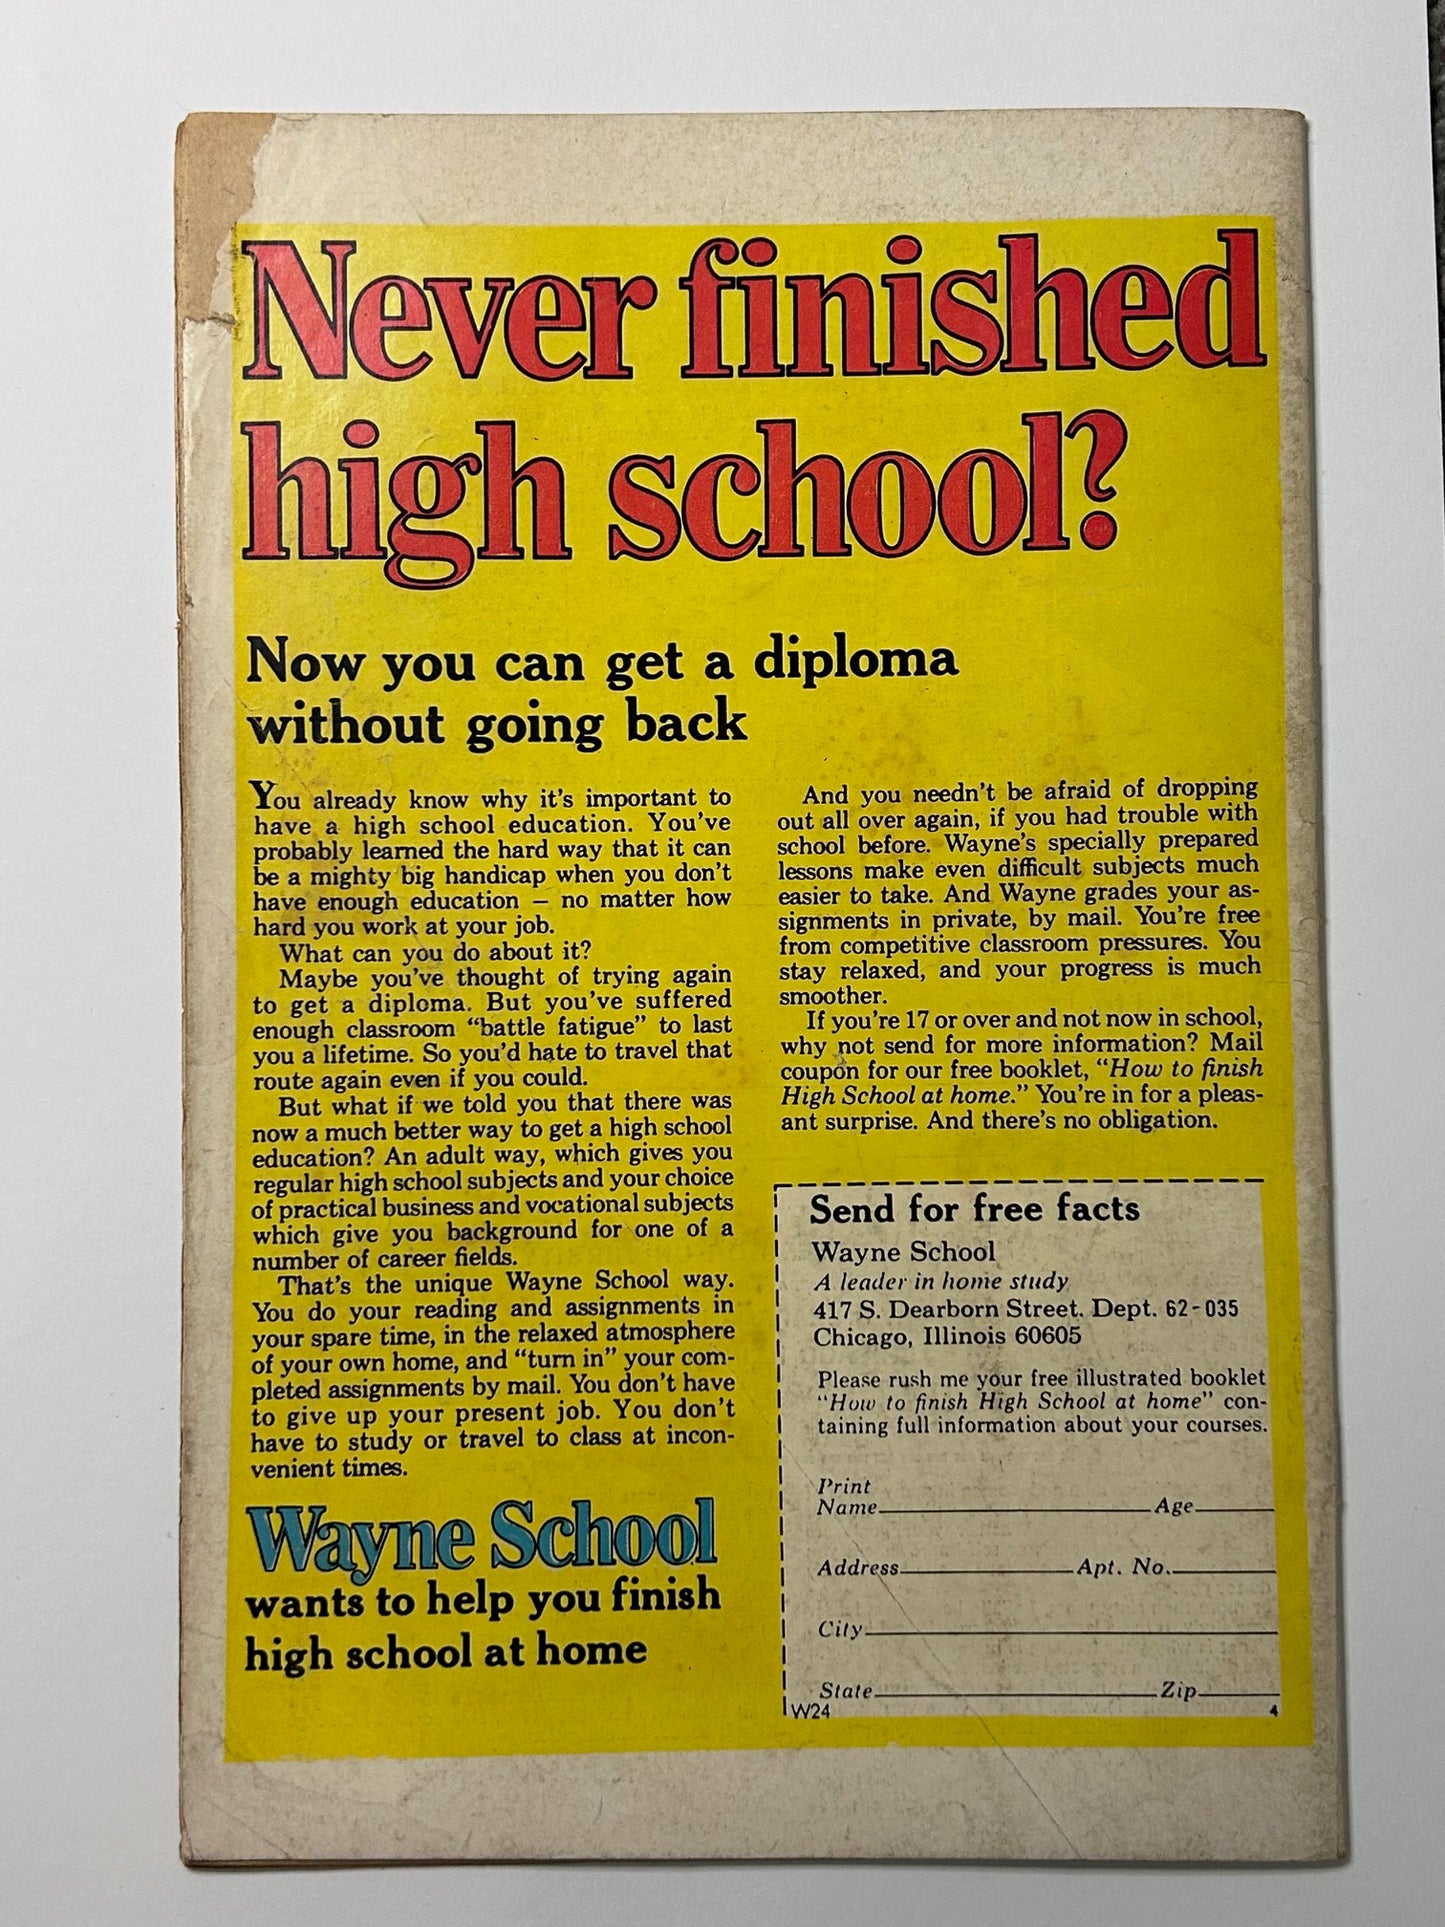 Never finished
high school?
Now you can get a diploma
without going back
You already know why it's important to
have a high school education. You've
probably learned the hard way that it can
be a mighty big handicap when you don't
have enough education – no matter how
hard you work at your job.
What can you do about it?
Maybe you've thought of trying again
to get a diploma. But you've suffered
enough classroom “battle fatigue” to last
you a lifetime. So you'd hate to travel that
route again even if you could.
But what if we told you that there was
now a much better way to get a high school
education? An adult way, which gives you
regular high school subjects and your choice
of practical business and vocational subjects
which give you background for one of a
number of career fields.
That's the unique Wayne School way.
You do your reading and assignments in
your spare time, in the relaxed atmosphere
of your own home, and “turn in” your com-
pleted assignments by mail. You don't have
to give up your present job. You don't
have to study or travel to class at incon-
venient times.
Wayne School
wants to help you finish
high school at home
And you needn't be afraid of dropping
out all over again, if you had trouble with
school before. Wayne's specially prepared
lessons make even difficult subjects much
easier to take. And Wayne grades your as-
signments in private, by mail. You're free
from competitive classroom pressures. You
stay relaxed, and your progress is much
smoother.
If you're 17 or over and not now in school,
why not send for more information? Mail
coupon for our free booklet, “How to finish
High School at home.” You're in for a pleas-
ant surprise. And there's no obligation.
Send for free facts
Wayne School
A leader in home study
417 S. Dearborn Street. Dept. 62-035
Chicago, Illinois 60605
Please rush me your free illustrated booklet
“How to finish High School at home” con-
taining full information about your courses.
Print
Name Age
Address Apt. No.
City
State Zip
W24 4